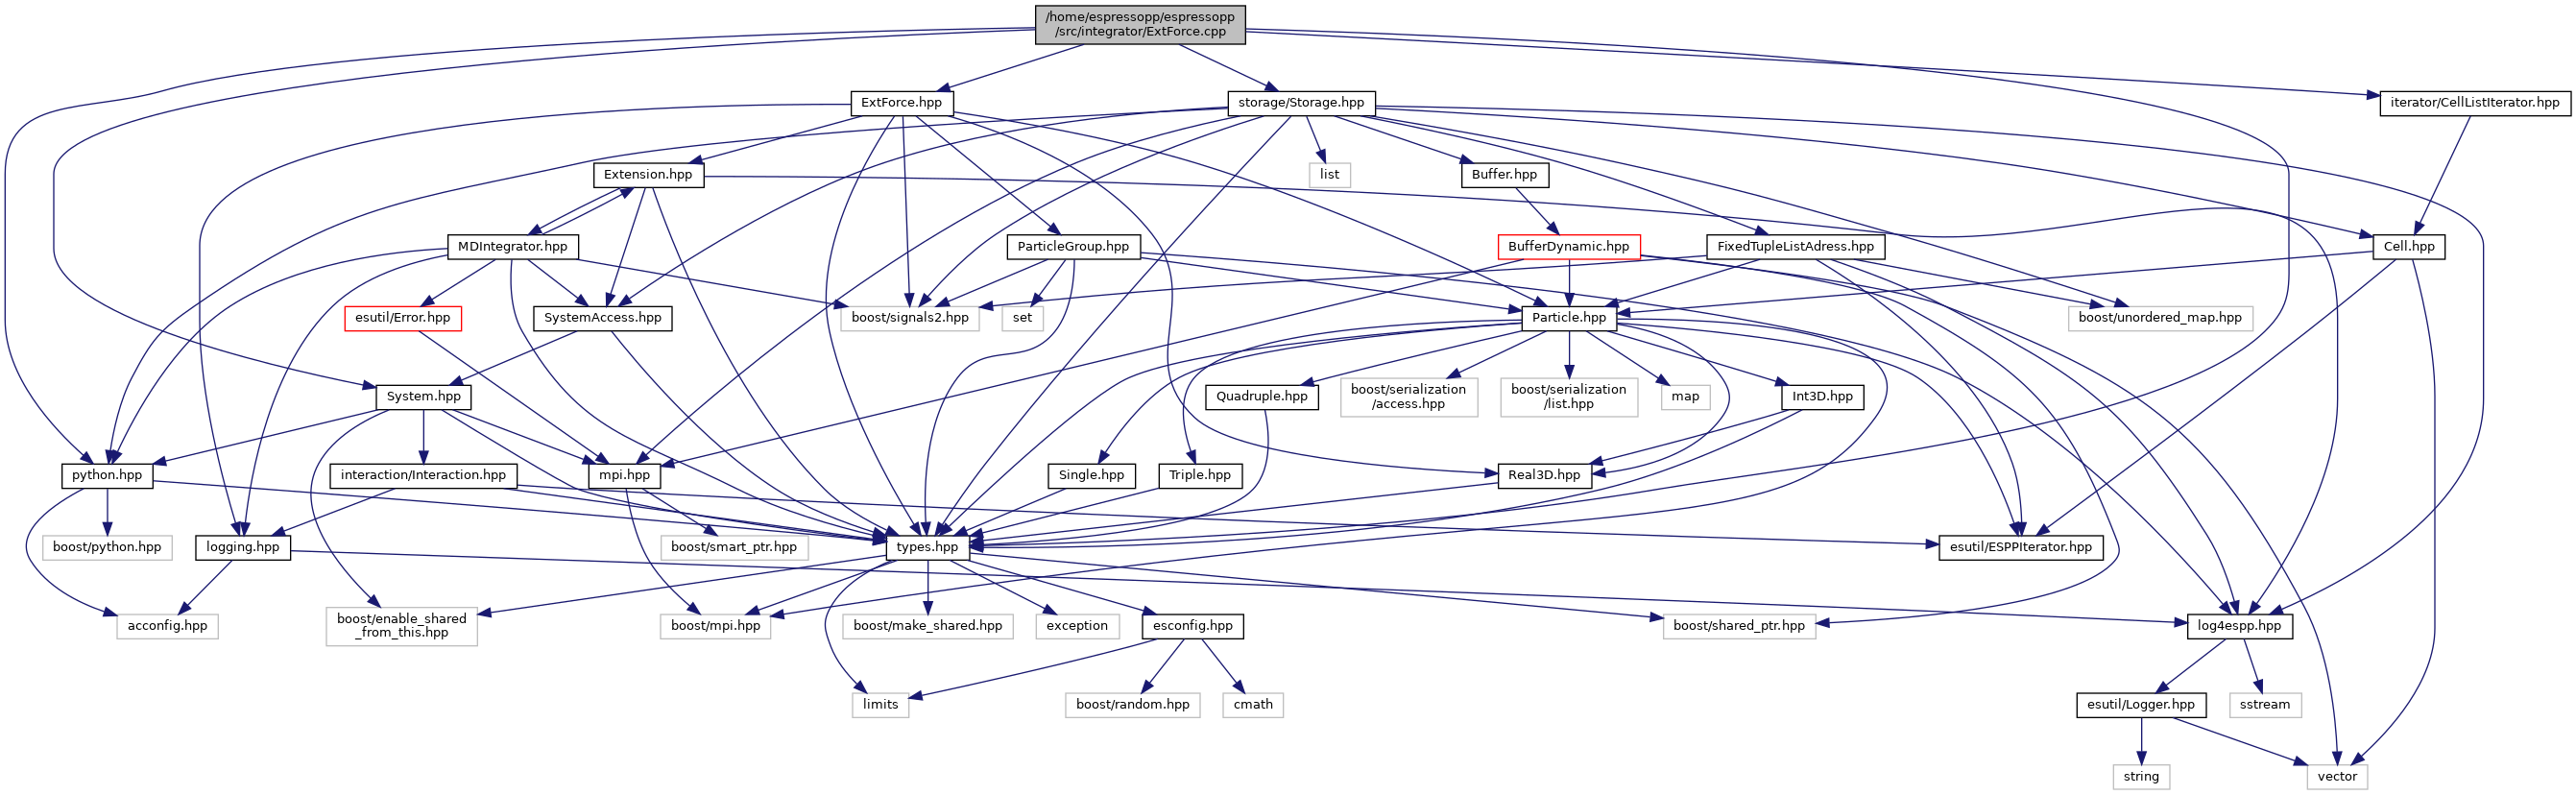 /home/espressopp/espressopp
/src/integrator/ExtForce.cpp
ExtForce.hpp
storage/Storage.hpp
iterator/CellListIterator.hpp
Extension.hpp
list
Buffer.hpp
MDIntegrator.hpp
ParticleGroup.hpp
BufferDynamic.hpp
FixedTupleListAdress.hpp
Cell.hpp
esutil/Error.hpp
SystemAccess.hpp
boost/signals2.hpp
set
Particle.hpp
boost/unordered_map.hpp
System.hpp
Quadruple.hpp
boost/serialization
/access.hpp
boost/serialization
/list.hpp
map
Int3D.hpp
python.hpp
interaction/Interaction.hpp
mpi.hpp
Single.hpp
Triple.hpp
Real3D.hpp
boost/python.hpp
logging.hpp
boost/smart_ptr.hpp
types.hpp
esutil/ESPPIterator.hpp
acconfig.hpp
boost/enable_shared
_from_this.hpp
boost/mpi.hpp
boost/make_shared.hpp
exception
esconfig.hpp
boost/shared_ptr.hpp
log4espp.hpp
limits
boost/random.hpp
cmath
esutil/Logger.hpp
sstream
string
vector